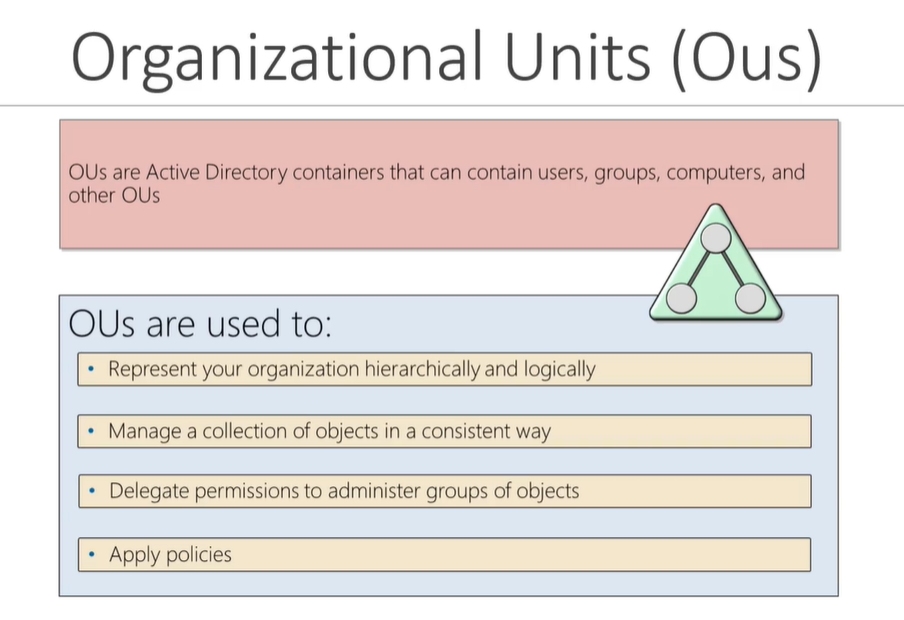 Organizational Units (Ous)
OUs are Active Directory containers that can contain users, groups, computers, and
other OUs
OUs are used to:
• Represent your organization hierarchically and logically
• Manage a collection of objects in a consistent way
• Delegate permissions to administer groups of objects
• Apply policies